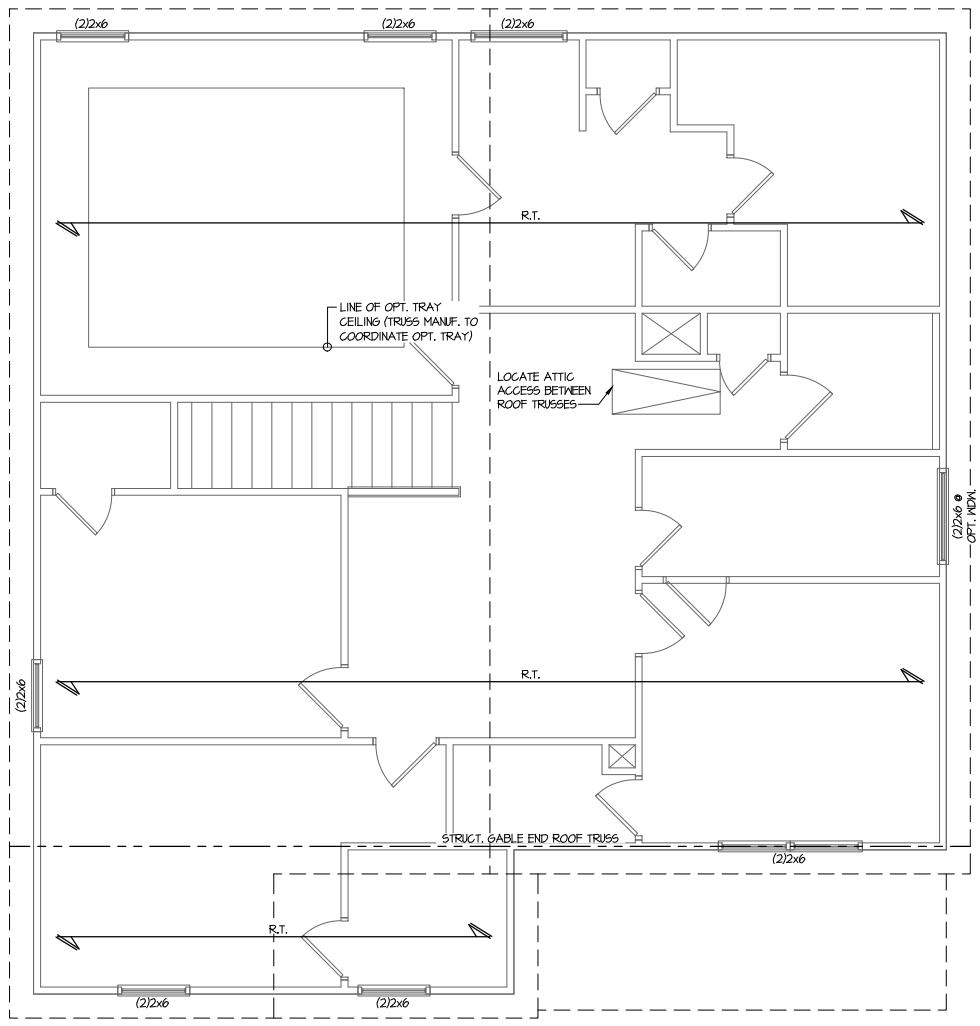 (2)2x6
(2)2x6
(2)2x6
R.T.
LINE OF OPT. TRAY
CEILING (TRUSS MANUF. TO
COORDINATE OPT. TRAY)
LOCATE ATTIC
ACCESS BETWEEN
ROOF TRUSSES
(2)2x6 @
OPT. WDW.
R.T.
(2)2x6
STRUCT. GABLE END ROOF TRUSS
(2)2x6
R.T.
(2)2x6
(2)2x6